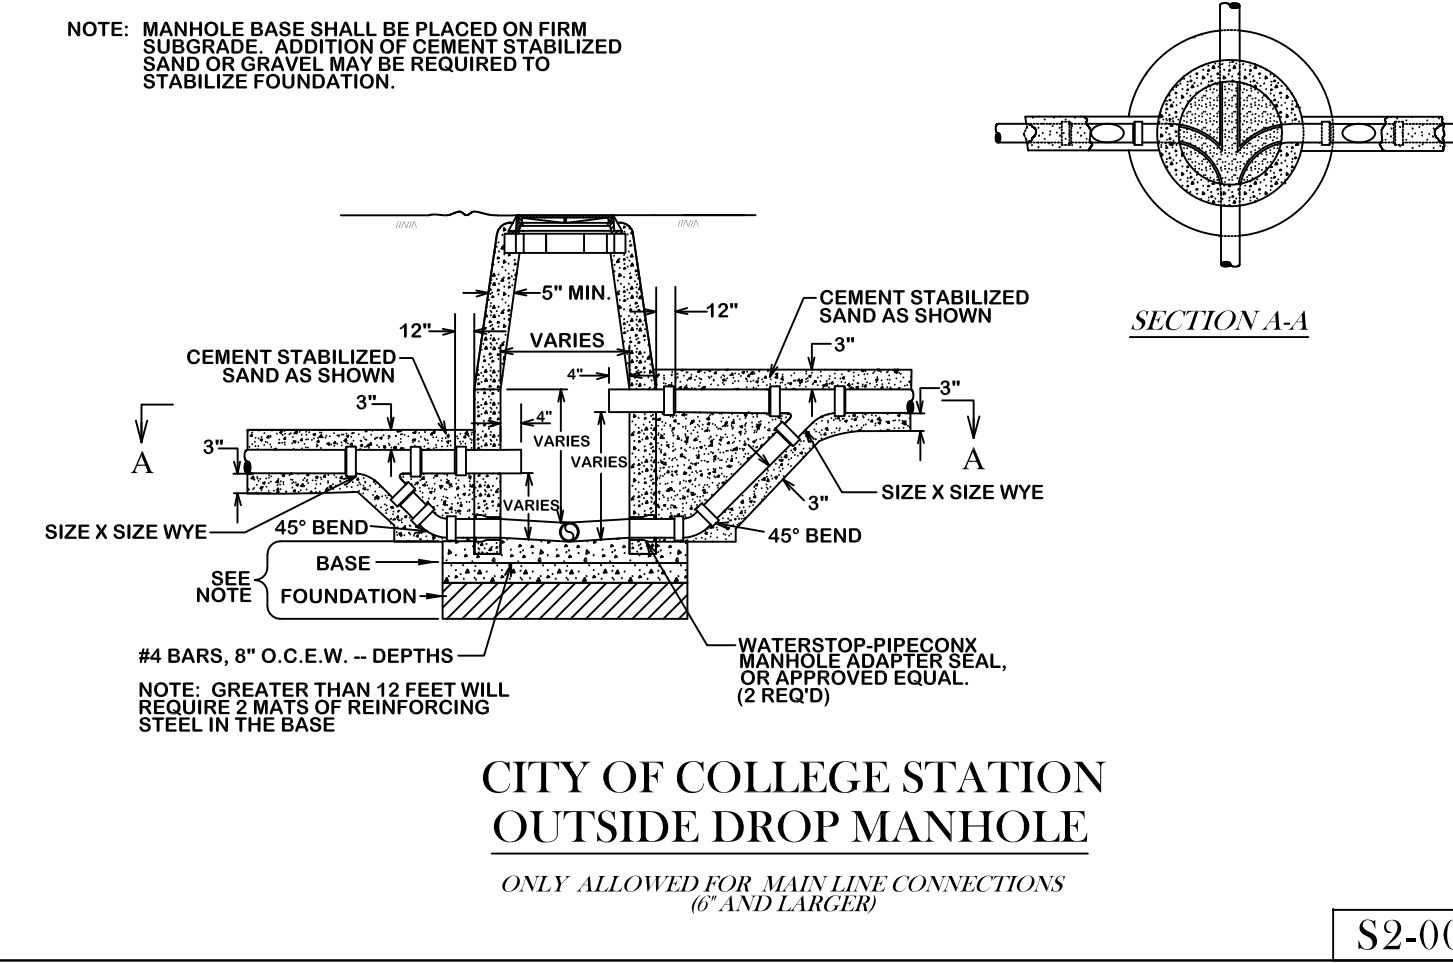 NOTE: MANHOLE BASE SHALL BE PLACED ON FIRM
SUBGRADE. ADDITION OF CEMENT STABILIZED
SAND OR GRAVEL MAY BE REQUIRED TO
STABILIZE FOUNDATION.
SECTION A-A
5" MIN.
12"
12"
VARIES
CEMENT STABILIZED
SAND AS SHOWN
CEMENT STABILIZED
SAND AS SHOWN
3"
3"
4"
3"
3"
4"
A
A
VARIES
VARIES
VARIES
3"
SIZE X SIZE WYE
SIZE X SIZE WYE
45° BEND
45° BEND
BASE
SEE
NOTE
FOUNDATION
#4 BARS, 8" O.C.E.W. -- DEPTHS
NOTE: GREATER THAN 12 FEET WILL
REQUIRE 2 MATS OF REINFORCING
STEEL IN THE BASE
WATERSTOP-PIPECONX
MANHOLE ADAPTER SEAL,
OR APPROVED EQUAL.
(2 REQ'D)
CITY OF COLLEGE STATION
OUTSIDE DROP MANHOLE
ONLY ALLOWED FOR MAIN LINE CONNECTIONS
(6" AND LARGER)